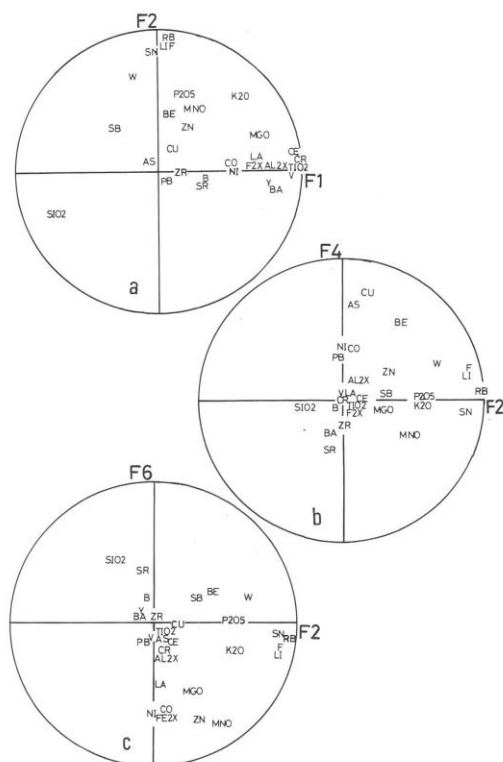 F2
RB
LI F
SN
W
P2O5 K2O
BE MNO
SB ZN MGO
CU CE
AS LA CR
CO F2X AL2X TIO2
PB ZR B NI V F1
SR Y BA
SIO2
a
F4
CU
AS
BE
NI CO
PB
W F
ZN LI
AL2X
V LA SB RB
CR CE P2O5 F2
SIO2 B TIO2 K2O
F2X MGO SN
ZR
BA MNO
SR
b
F6
SIO2
SR
B SB BE W
Y
BA ZR P2O5 F2
CU
TIO2 SN RB
PB V AS CE
CR K2O F
AL2X LI
LA
MGO
NI CO
FE2X ZN MNO
c